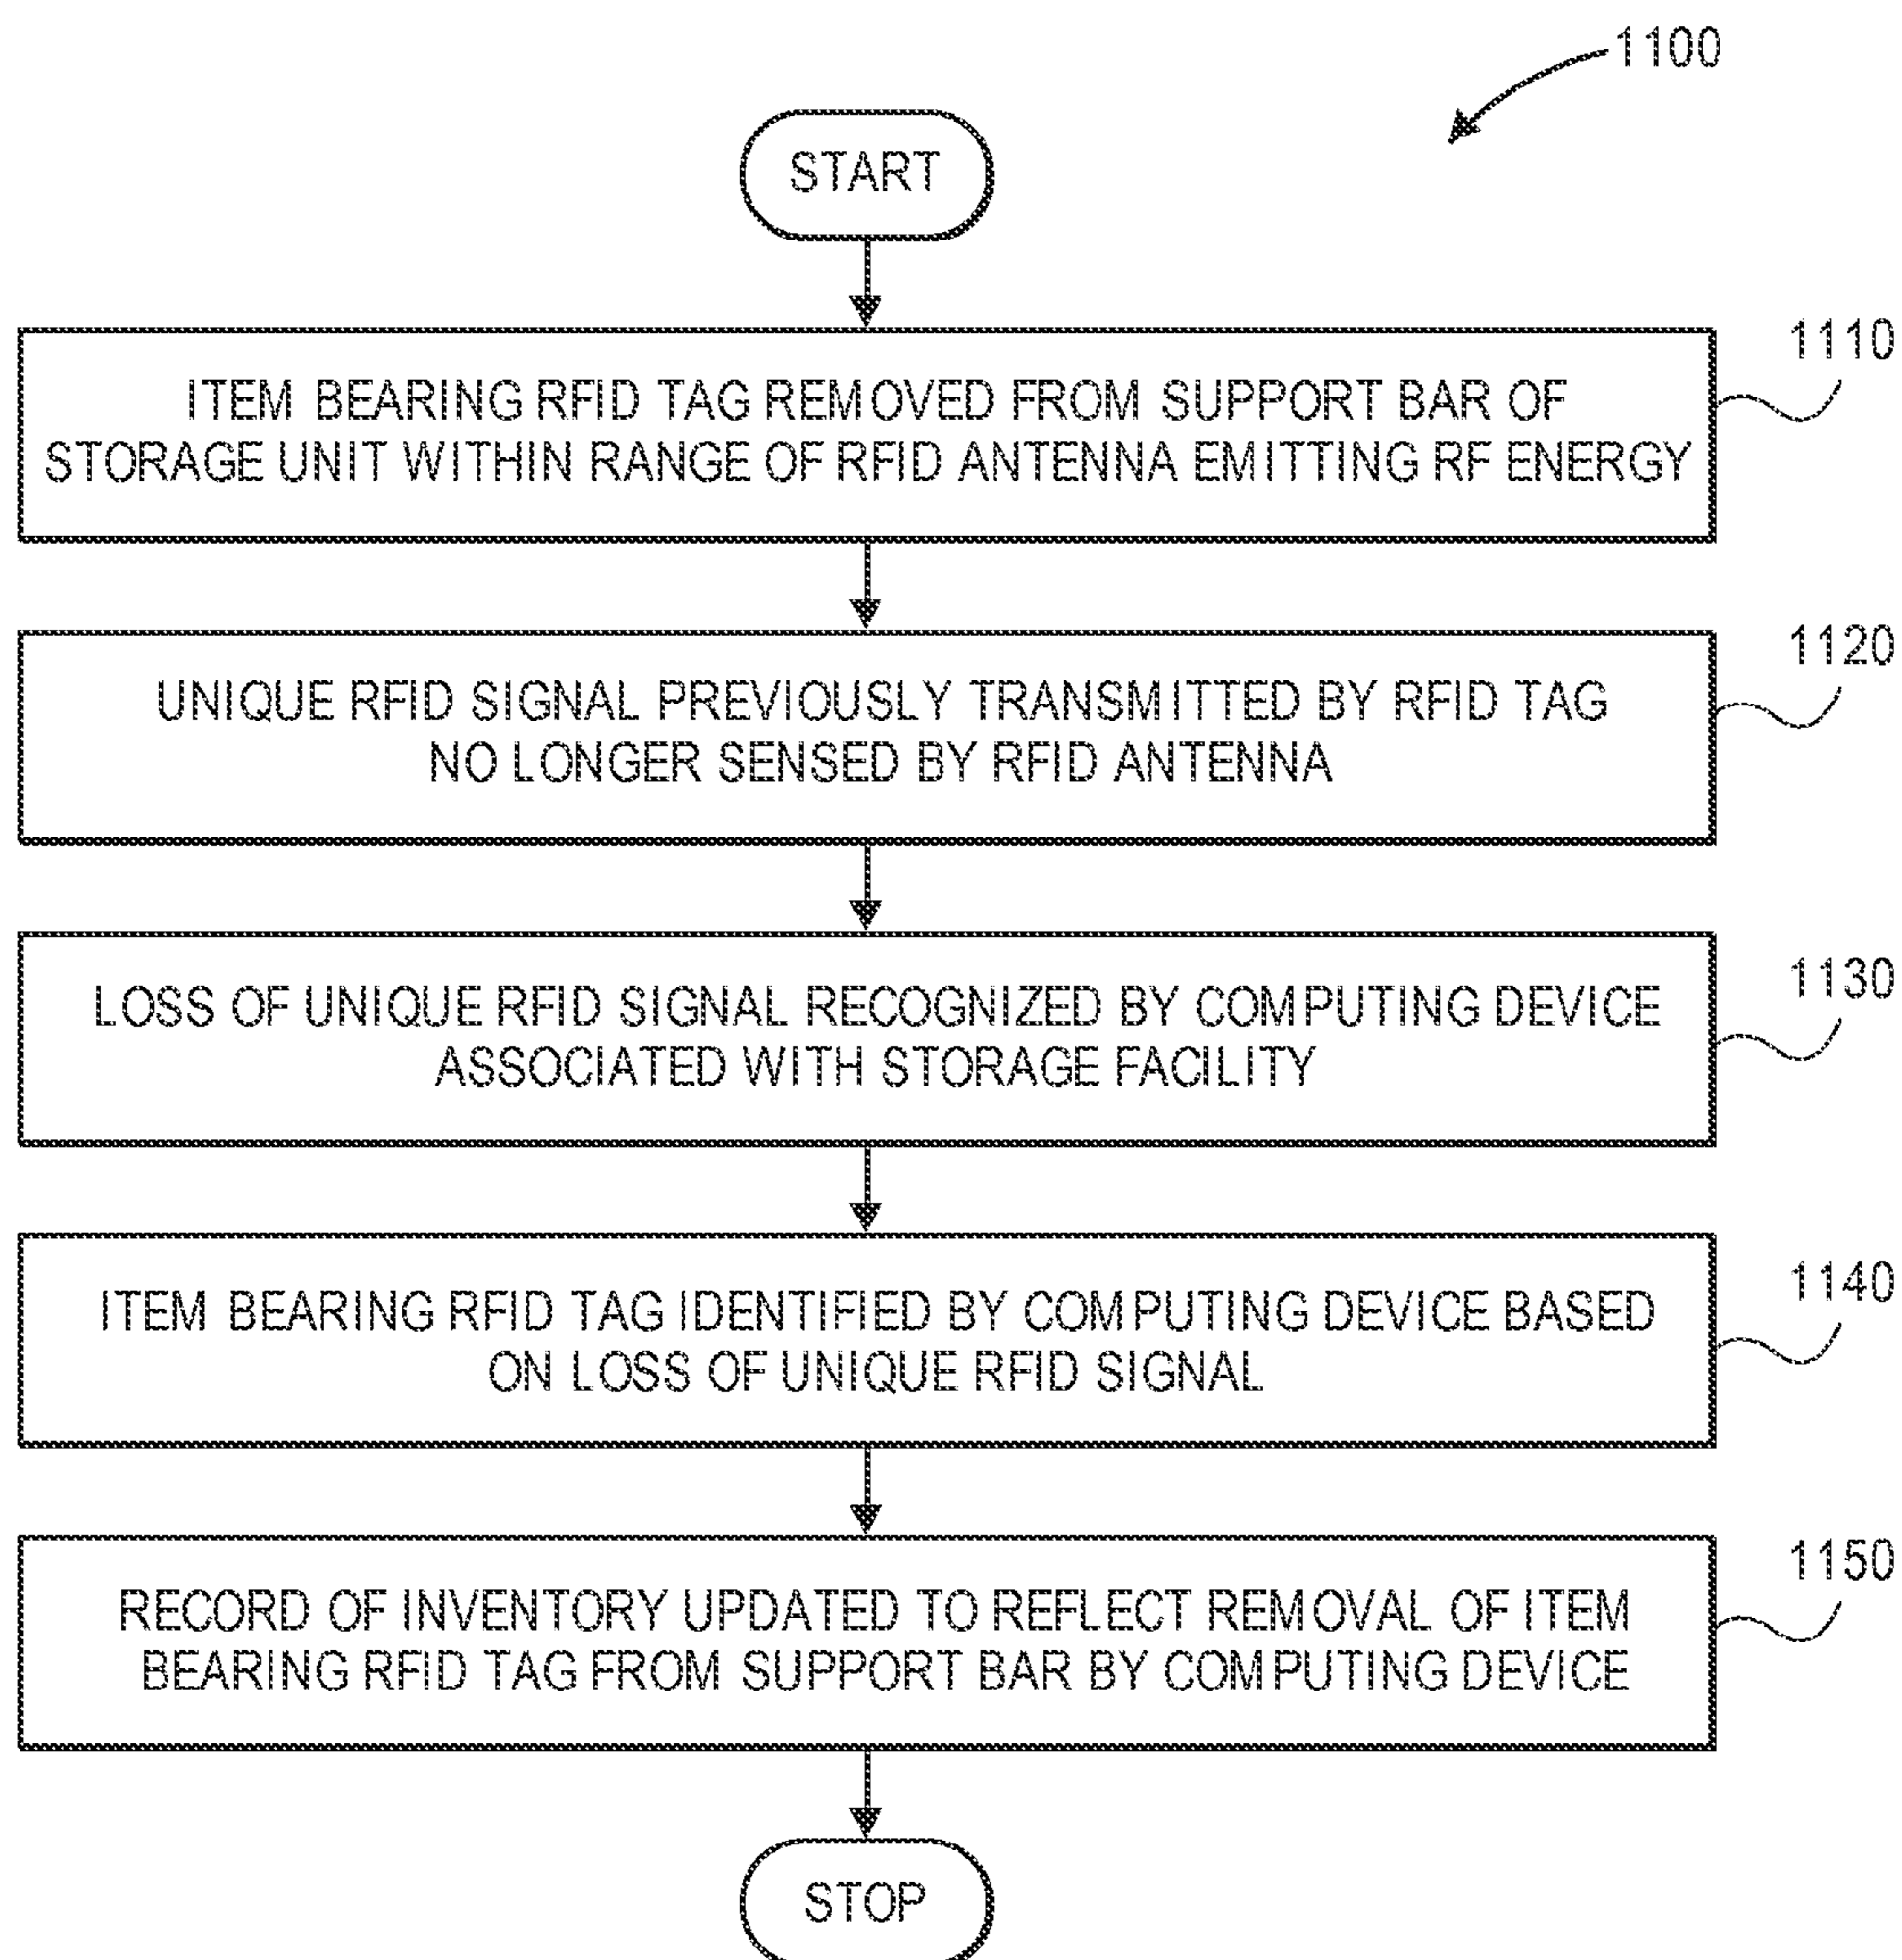 1100
START
1110
ITEM BEARING RFID TAG REMOVED FROM SUPPORT BAR OF
STORAGE UNIT WITHIN RANGE OF RFID ANTENNA EMITTING RF ENERGY
1120
UNIQUE RFID SIGNAL PREVIOUSLY TRANSMITTED BY RFID TAG
NO LONGER SENSED BY RFID ANTENNA
1130
LOSS OF UNIQUE RFID SIGNAL RECOGNIZED BY COMPUTING DEVICE
ASSOCIATED WITH STORAGE FACILITY
1140
ITEM BEARING RFID TAG IDENTIFIED BY COMPUTING DEVICE BASED
ON LOSS OF UNIQUE RFID SIGNAL
1150
RECORD OF INVENTORY UPDATED TO REFLECT REMOVAL OF ITEM
BEARING RFID TAG FROM SUPPORT BAR BY COMPUTING DEVICE
STOP